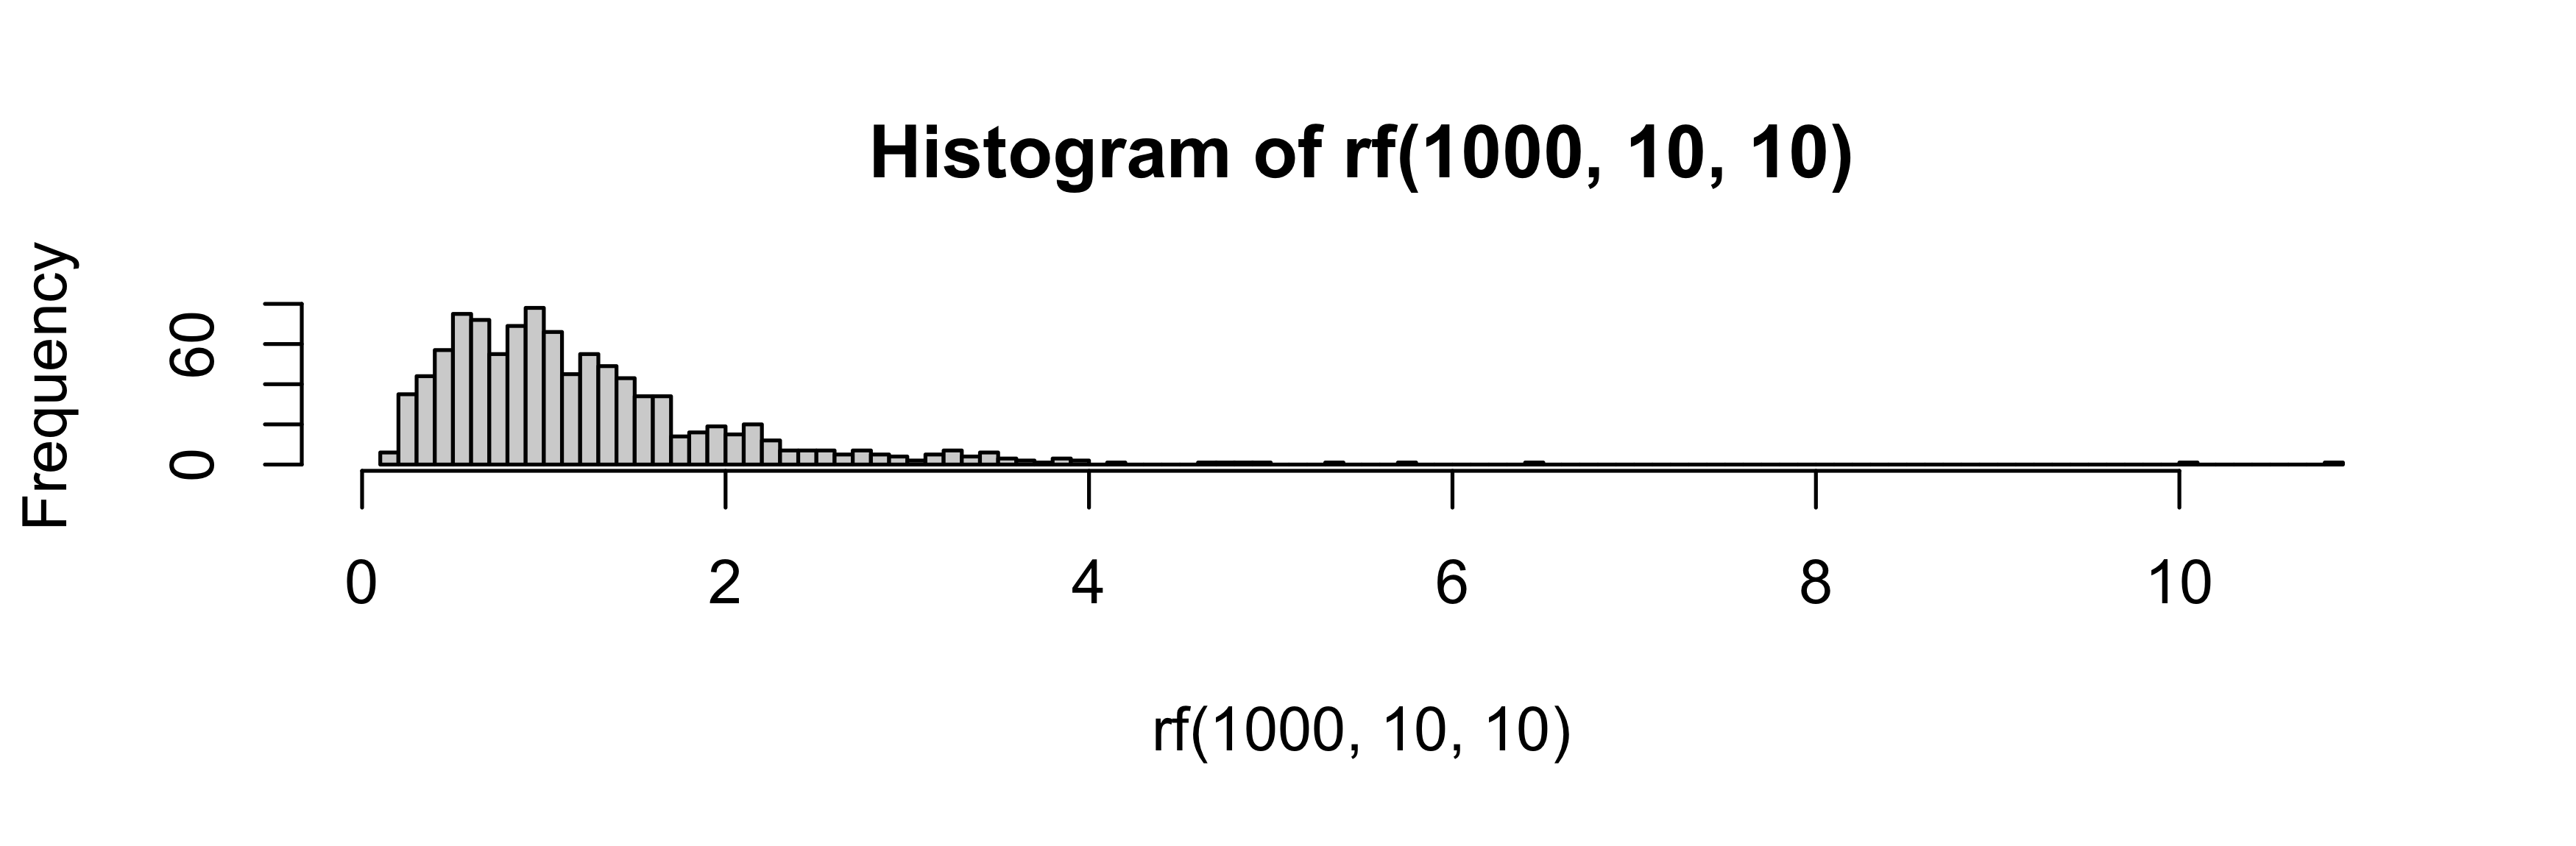 Histogram of rf(1000, 10, 10)
Frequency
60
0
0 2 4 6 8 10
rf(1000, 10, 10)